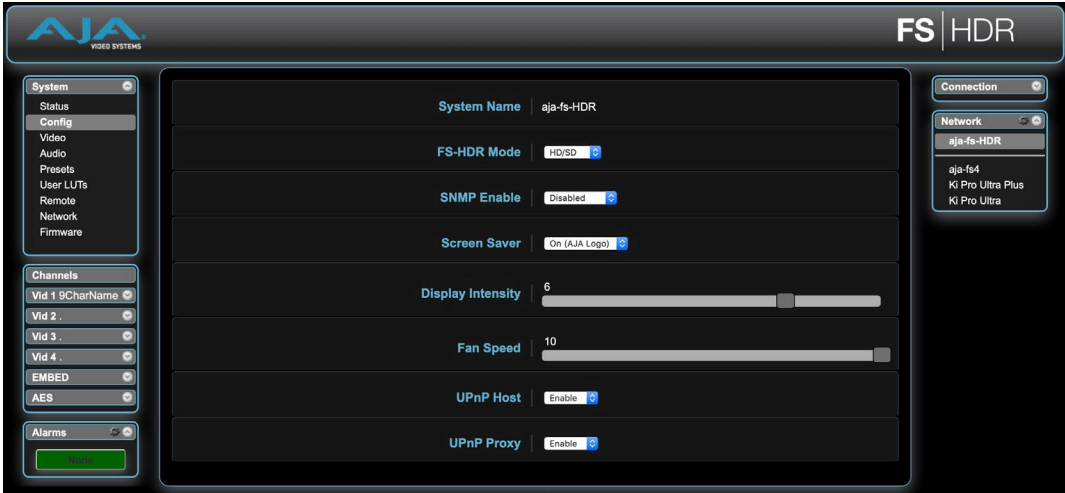 AJA
VIDEO SYSTEMS
FS|HDR
System
Status
Config
Video
Audio
Presets
User LUTs
Remote
Network
Firmware
Channels
Vid 1 9CharName
Vid 2 .
Vid 3 .
Vid 4 .
EMBED
AES
Alarms
None
System Name aja-fs-HDR
FS-HDR Mode HD/SD
SNMP Enable Disabled
Screen Saver On (AJA Logo)
Display Intensity 6
Fan Speed 10
UPnP Host Enable
UPnP Proxy Enable
Connection
Network
aja-fs-HDR
aja-fs4
Ki Pro Ultra Plus
Ki Pro Ultra